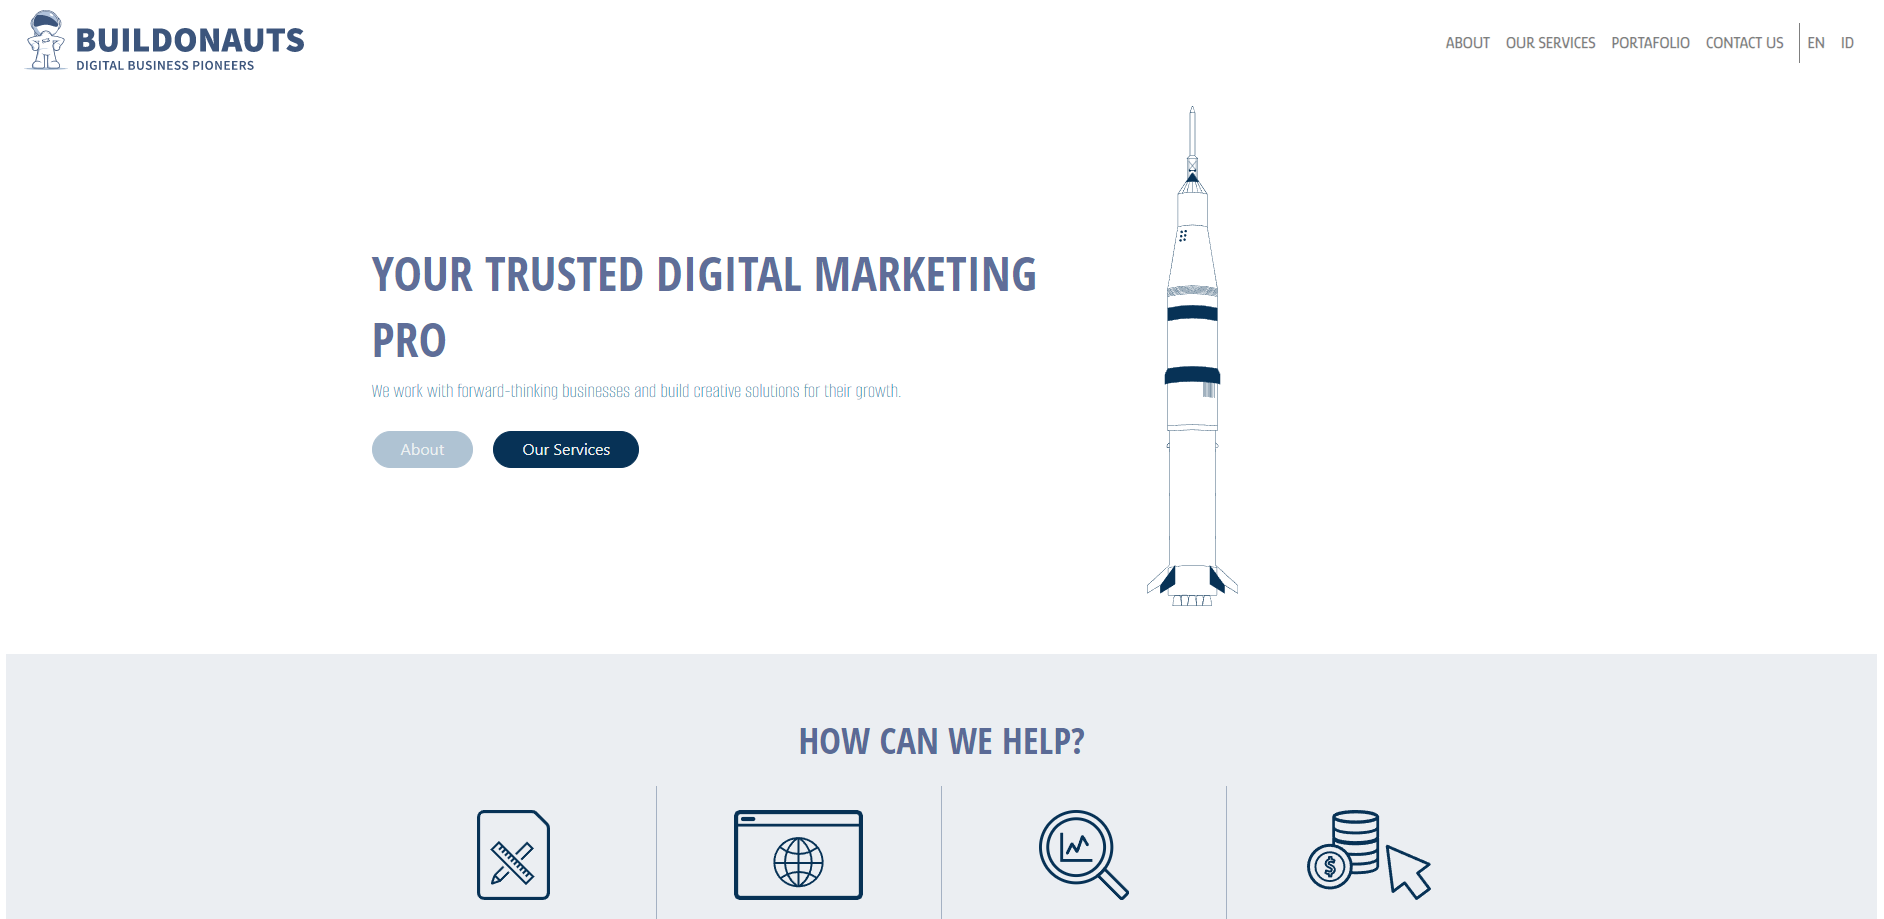 BUILDONAUTS
DIGITAL BUSINESS PIONEERS
ABOUT OUR SERVICES PORTAFOLIO CONTACT US EN ID
YOUR TRUSTED DIGITAL MARKETING
PRO
We work with forward-thinking businesses and build creative solutions for their growth.
About Our Services
HOW CAN WE HELP?
$